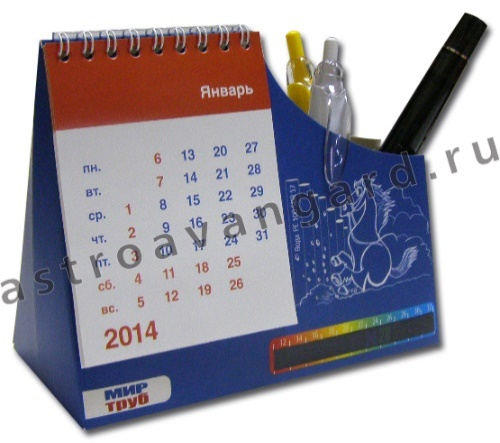 Январь
пн. 6 13 20 27
вт. 7 14 21 28
ср. 1 8 15 22 29
чт. 2 9 16 23 30
пт. 3 10 17 24 31
сб. 4 11 18 25
вс. 5 12 19 26
2014
МИР
труб
astroavangard.ru